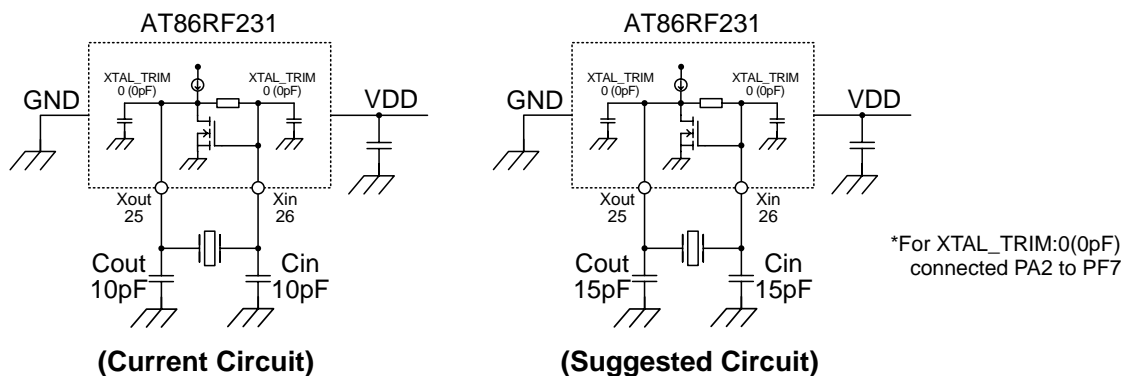 AT86RF231
XTAL_TRIM
0 (0pF)
XTAL_TRIM
0 (0pF)
GND
VDD
Xout
25
Xin
26
Cout
10pF
Cin
10pF
(Current Circuit)
AT86RF231
XTAL_TRIM
0 (0pF)
XTAL_TRIM
0 (0pF)
GND
VDD
Xout
25
Xin
26
Cout
15pF
Cin
15pF
(Suggested Circuit)
*For XTAL_TRIM:0(0pF)
connected PA2 to PF7